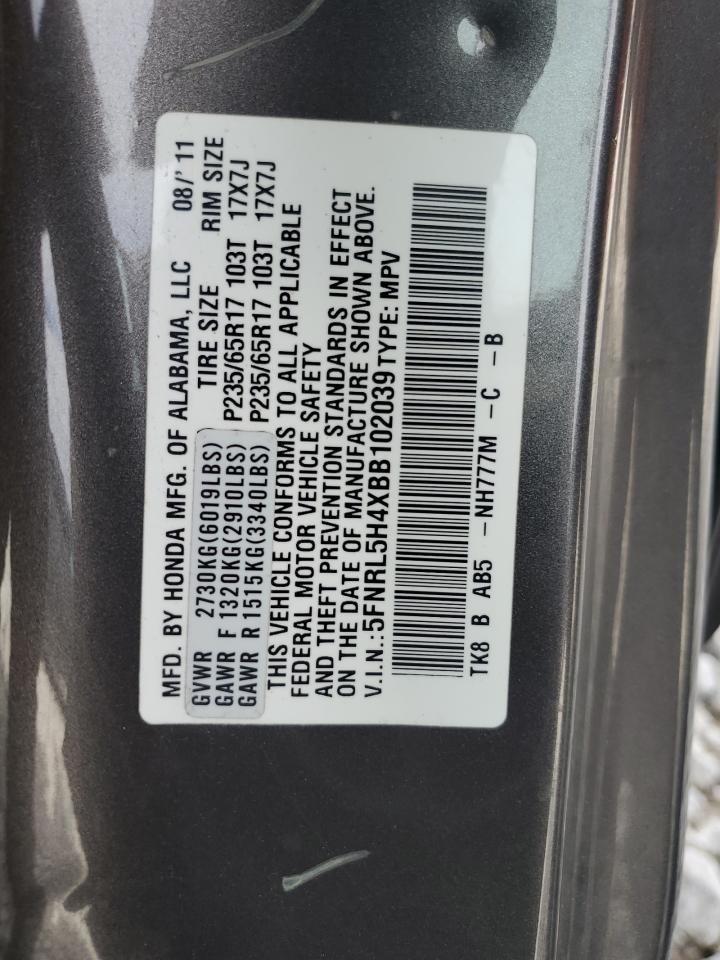 MFD. BY HONDA MFG. OF ALABAMA, LLC 08/'11
GVWR 2730KG(6019LBS) TIRE SIZE RIM SIZE
GAWR F 1320KG(2910LBS) P235/65R17 103T 17X7J
GAWR R 1515KG(3340LBS) P235/65R17 103T 17X7J
THIS VEHICLE CONFORMS TO ALL APPLICABLE
FEDERAL MOTOR VEHICLE SAFETY
AND THEFT PREVENTION STANDARDS IN EFFECT
ON THE DATE OF MANUFACTURE SHOWN ABOVE.
V.I.N.:5FNRL5H4XBB102039 TYPE: MPV
TK8 B AB5 -NH777M -C -B